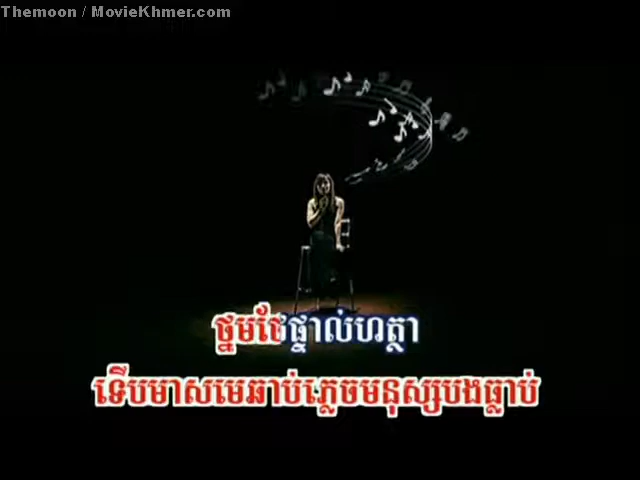 Themoon / MovieKhmer.com
ថ្នមថែផ្ទាល់ហត្ថា
ទើបមាសមេឆាប់ភ្លេចមនុស្សបងធ្លាប់